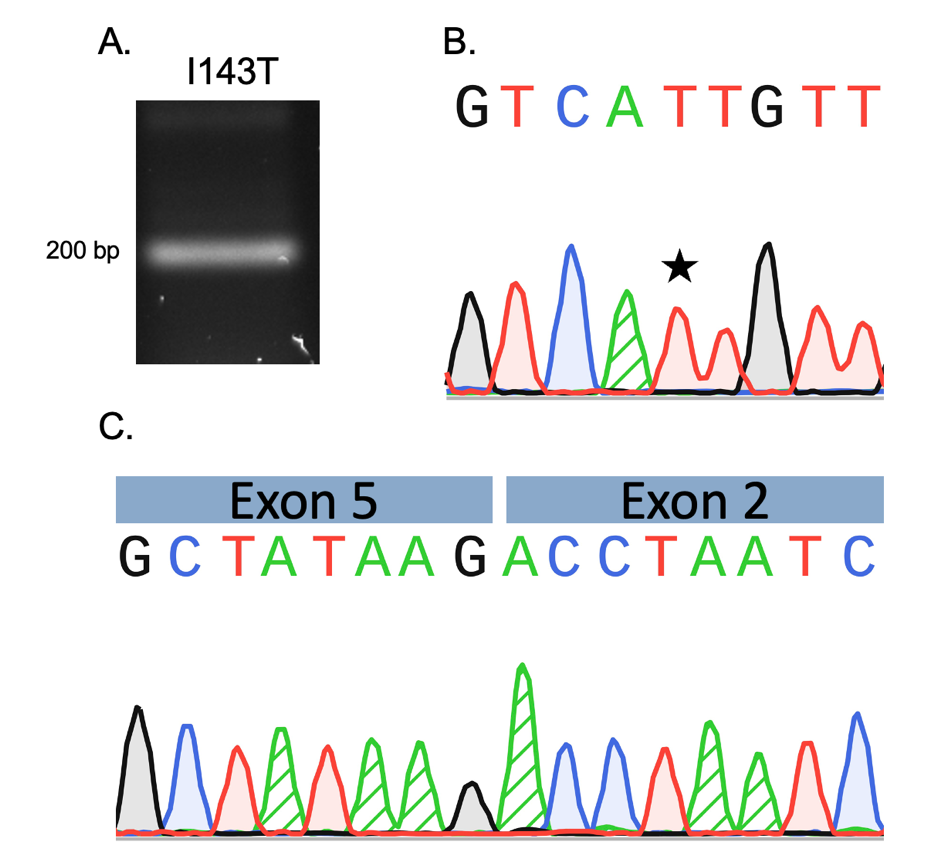 A.
I143T
200 bp
B.
G T C A T T G T T
C.
Exon 5 Exon 2
G C T A T A A G A C C T A A T C